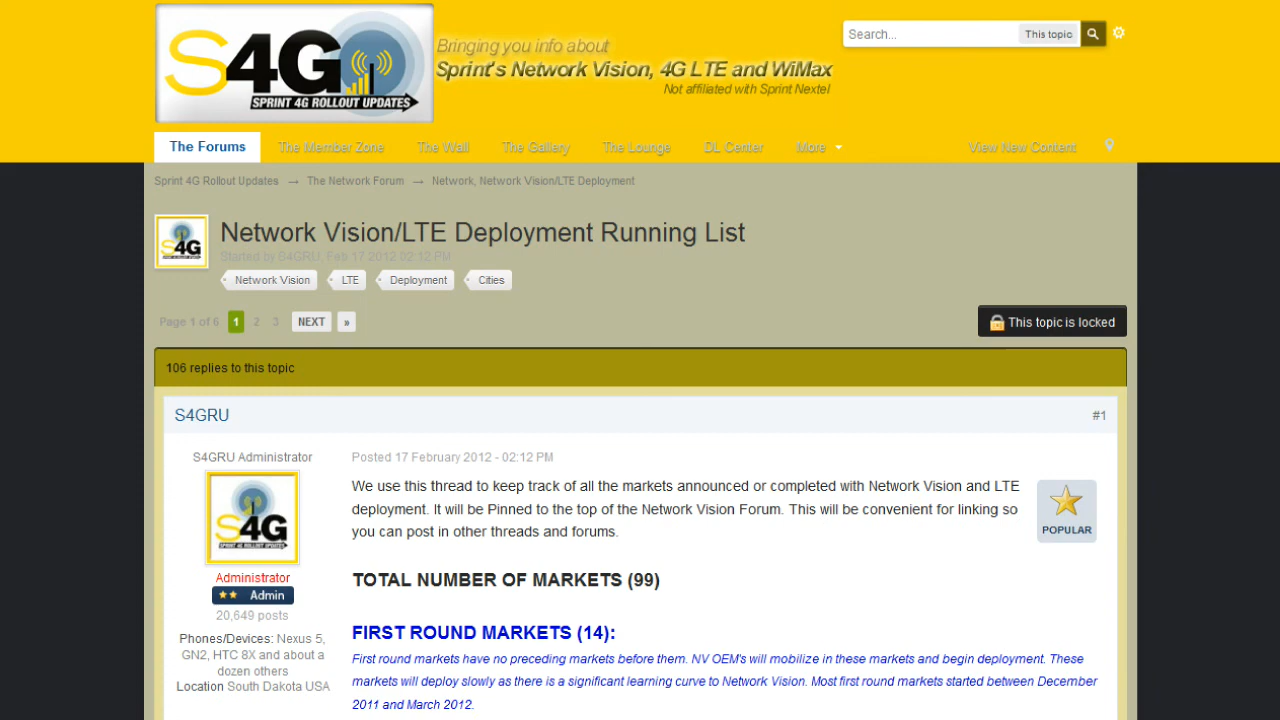 S4G
SPRINT 4G ROLLOUT UPDATES
Bringing you info about
Sprint's Network Vision, 4G LTE and WiMax
Not affiliated with Sprint Nextel
Search... This topic
The Forums The Member Zone The Wall The Gallery The Lounge DL Center More View New Content
Sprint 4G Rollout Updates → The Network Forum → Network, Network Vision/LTE Deployment
S4G
Network Vision/LTE Deployment Running List
Started by S4GRU, Feb 17 2012 02:12 PM
Network Vision LTE Deployment Cities
Page 1 of 6 1 2 3 NEXT »
This topic is locked
106 replies to this topic
S4GRU #1
S4GRU Administrator
S4G
SPRINT 4G ROLLOUT UPDATES
Administrator
Admin
20,649 posts
Phones/Devices: Nexus 5,
GN2, HTC 8X and about a
dozen others
Location South Dakota USA
Posted 17 February 2012 - 02:12 PM
We use this thread to keep track of all the markets announced or completed with Network Vision and LTE
deployment. It will be Pinned to the top of the Network Vision Forum. This will be convenient for linking so
you can post in other threads and forums.
POPULAR
TOTAL NUMBER OF MARKETS (99)
FIRST ROUND MARKETS (14):
First round markets have no preceding markets before them. NV OEM's will mobilize in these markets and begin deployment. These
markets will deploy slowly as there is a significant learning curve to Network Vision. Most first round markets started between December
2011 and March 2012.